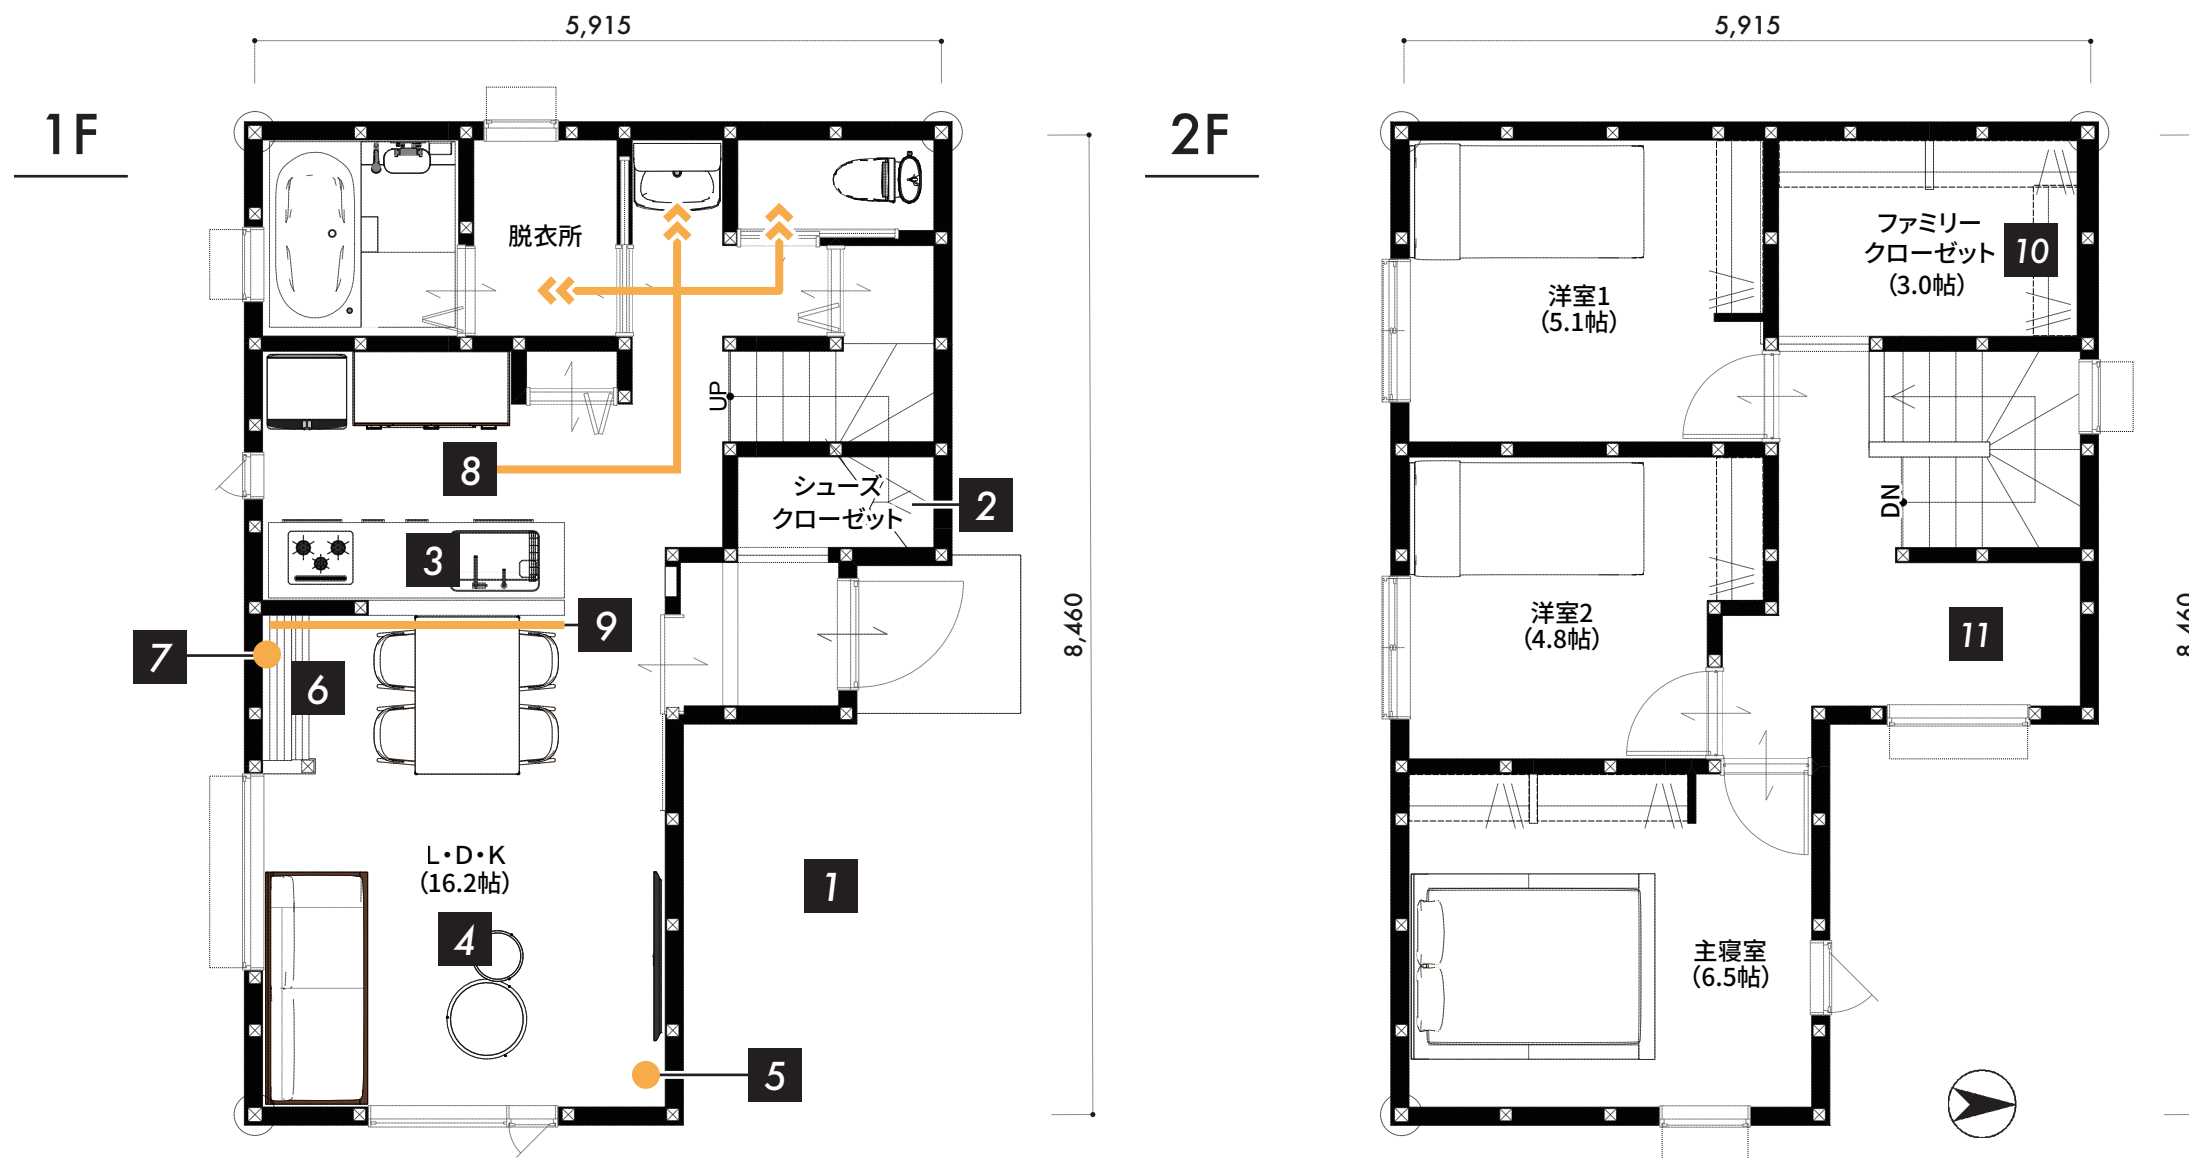 5,915
1F
脱衣所
UP
8
シューズ
クローゼット
2
3
9
7
6
8,460
L・D・K
(16.2帖)
1
4
5
5,915
2F
ファミリー
クローゼット
(3.0帖)
10
洋室1
(5.1帖)
DN
洋室2
(4.8帖)
11
8,460
主寝室
(6.5帖)